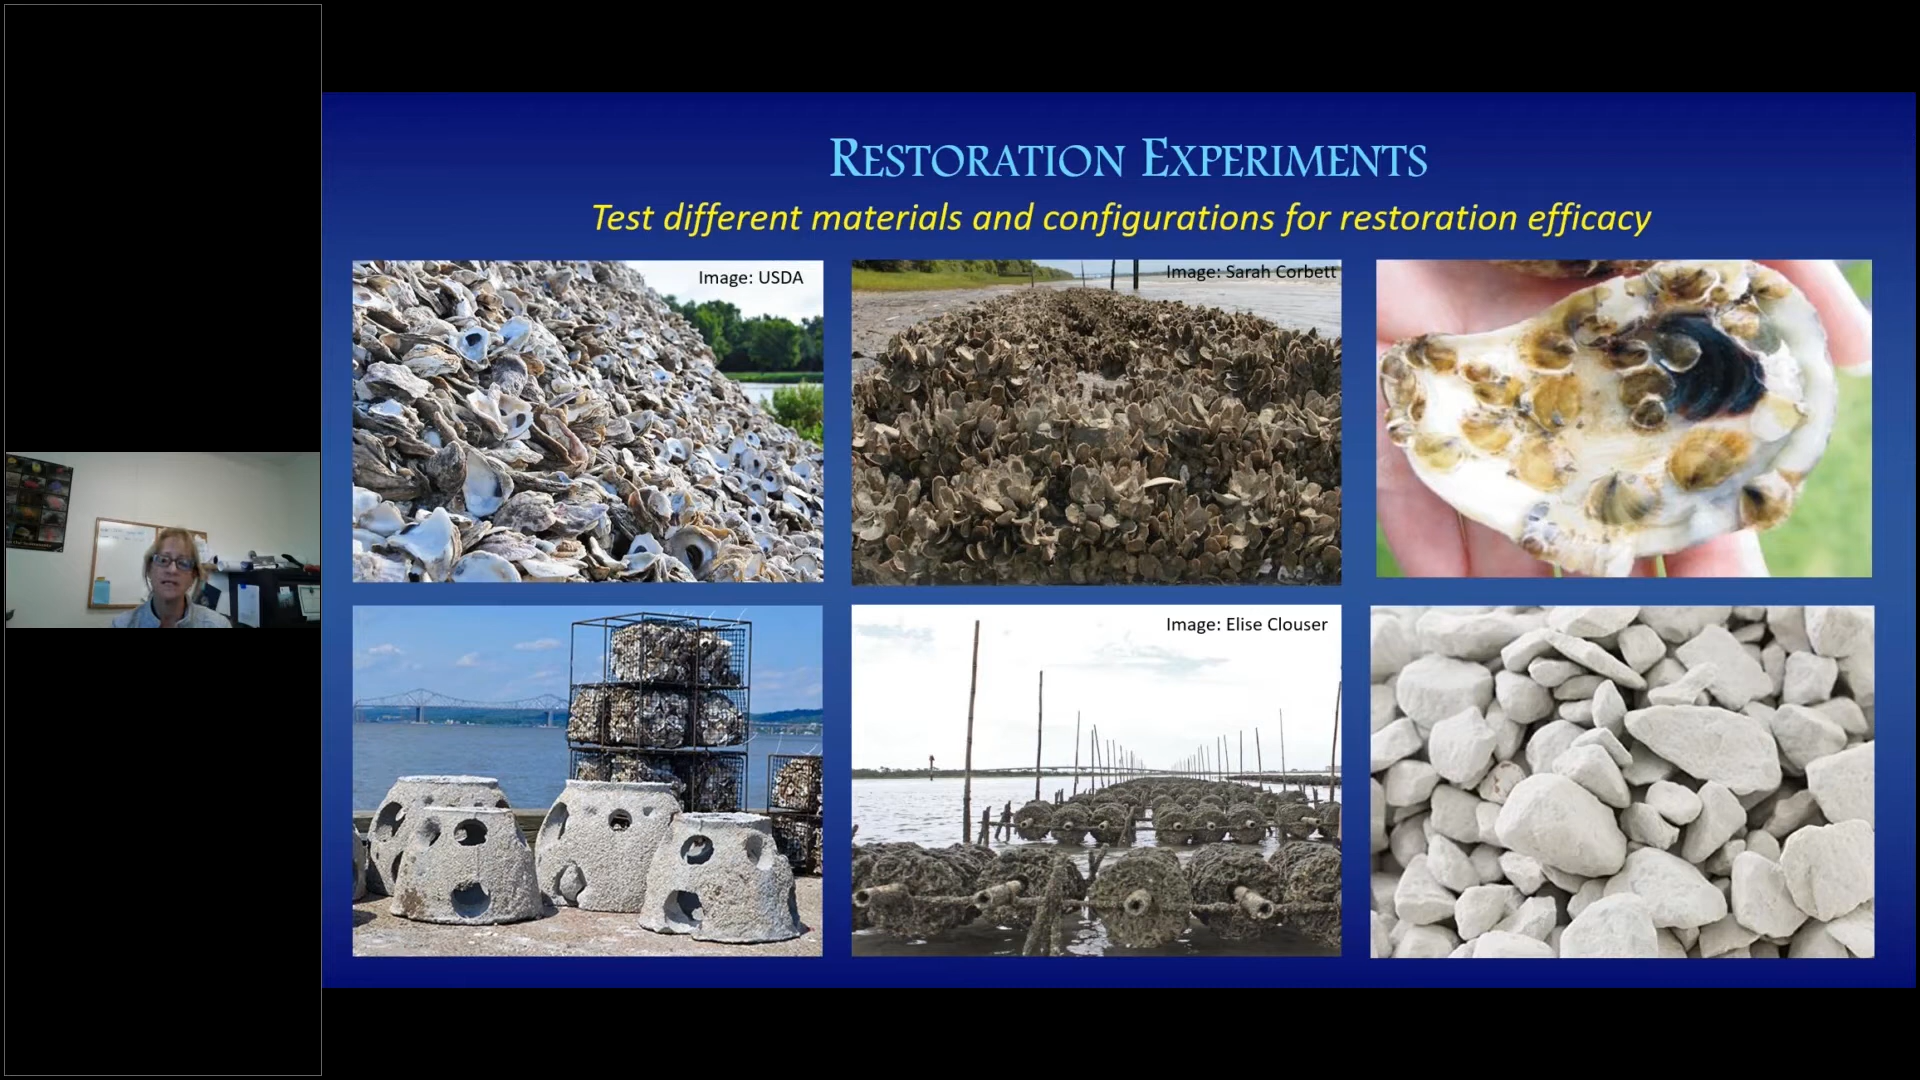 RESTORATION EXPERIMENTS
Test different materials and configurations for restoration efficacy
Image: USDA
Image: Sarah Corbett
Image: Elise Clouser